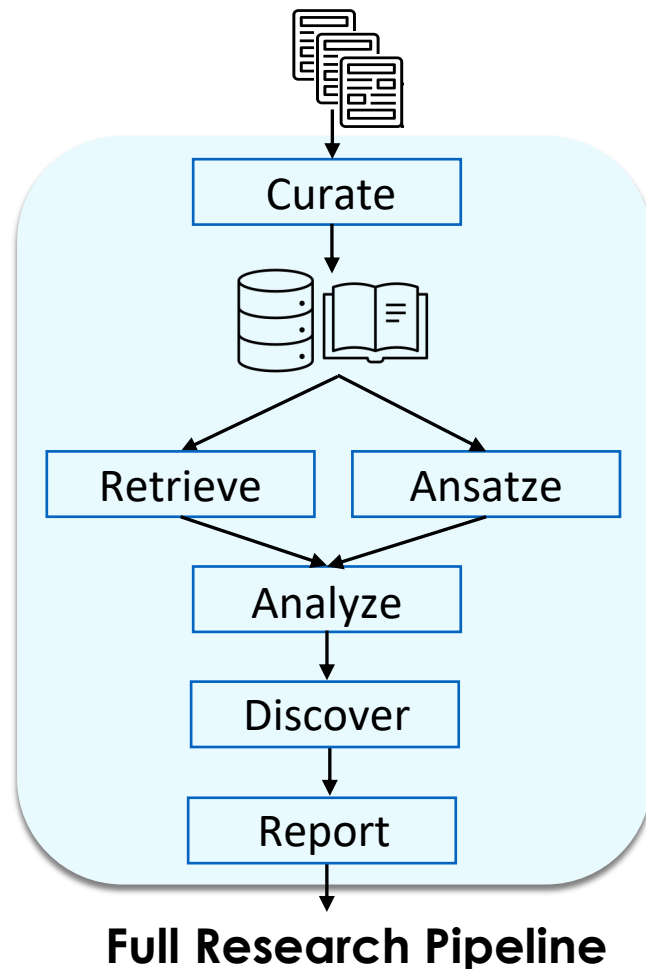 Curate
Retrieve
Ansatze
Analyze
Discover
Report
Full Research Pipeline